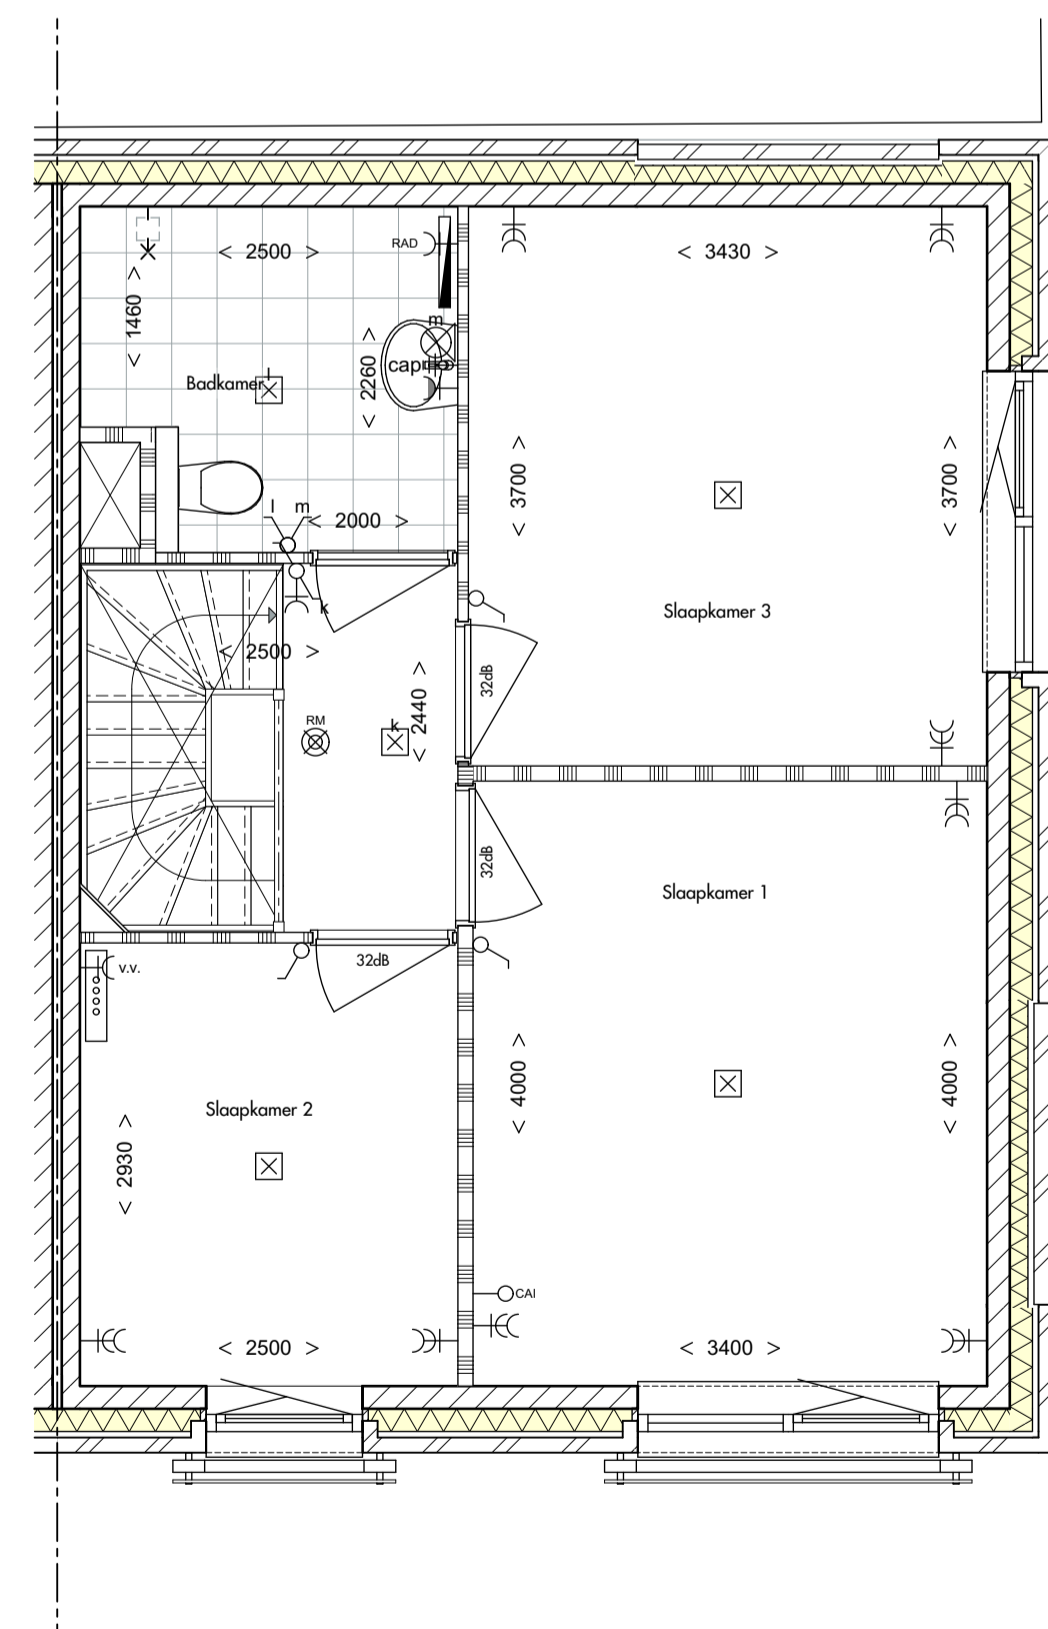 < 2500 >
RAD
< 3430 >
< 1460 >
m
< 2260 >
Badkamer
l
< 3700 >
< 3700 >
l m
< 2000 >
k
Slaapkamer 3
< 2500 >
32dB
< 2440 >
RM
k
32dB
Slaapkamer 1
32dB
v.v.
< 4000 >
< 4000 >
Slaapkamer 2
< 2930 >
CAI
< 2500 >
< 3400 >